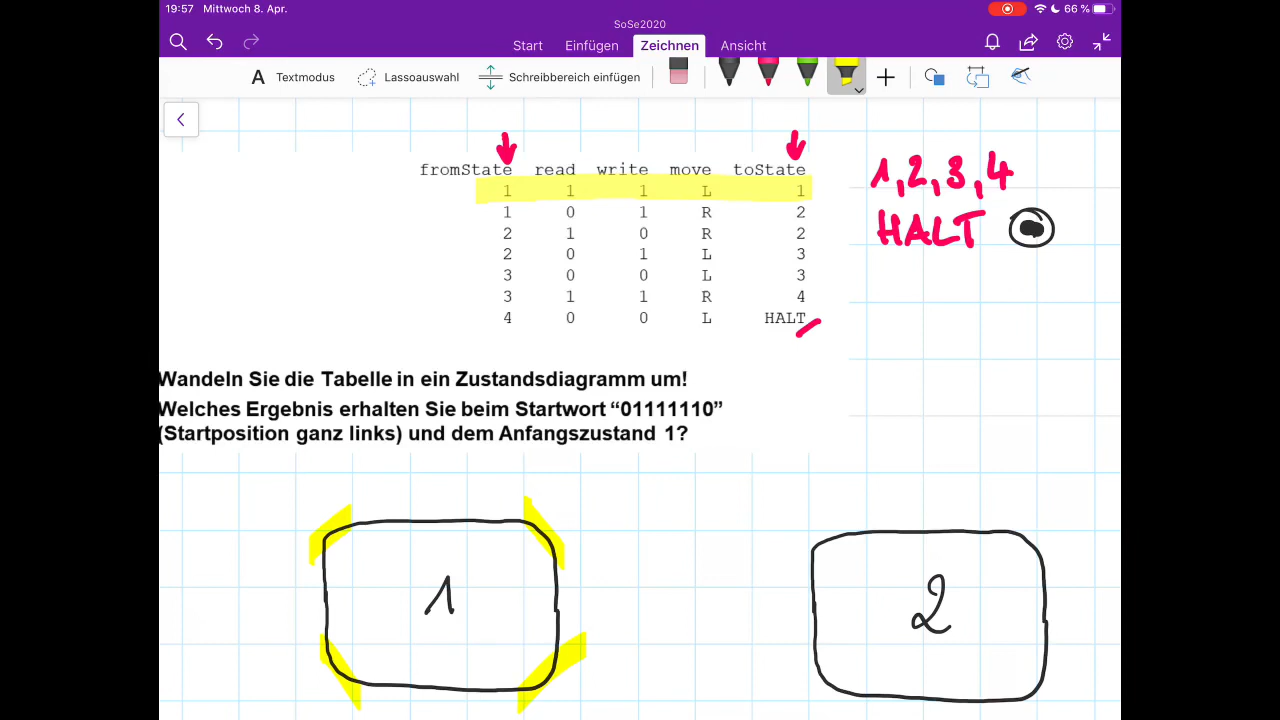 19:57 Mittwoch 8. Apr. 66 %
SoSe2020
Start Einfügen Zeichnen Ansicht
A Textmodus Lassoauswahl Schreibbereich einfügen
fromState read write move toState
1 1 1 L 1
1 0 1 R 2
2 1 0 R 2
2 0 1 L 3
3 0 0 L 3
3 1 1 R 4
4 0 0 L HALT
1, 2, 3, 4
HALT
Wandeln Sie die Tabelle in ein Zustandsdiagramm um!
Welches Ergebnis erhalten Sie beim Startwort “01111110”
(Startposition ganz links) und dem Anfangszustand 1?
1 2